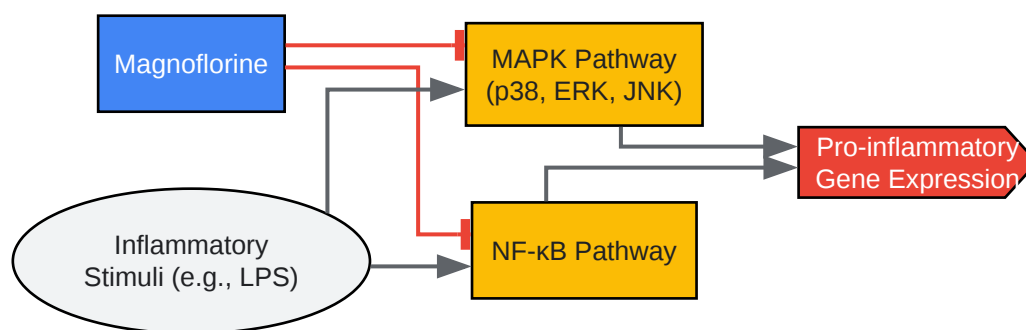 Magnoflorine
MAPK Pathway
(p38, ERK, JNK)
Pro-inflammatory
Gene Expression
Inflammatory
Stimuli (e.g., LPS)
NF-κB Pathway